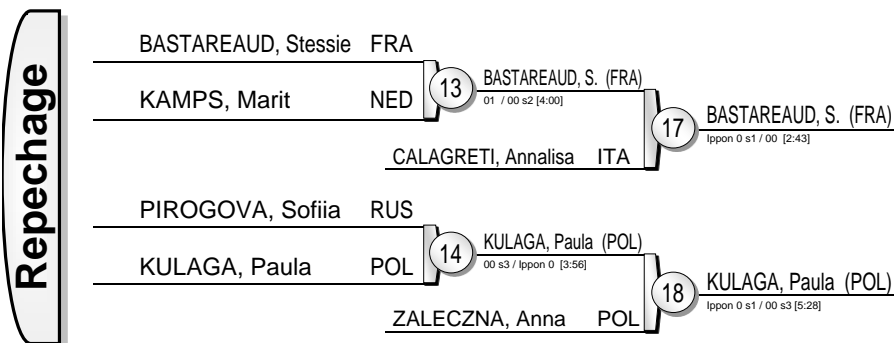 Repechage
BASTAREAUD, Stessie FRA
KAMPS, Marit NED
13
BASTAREAUD, S. (FRA)
01 / 00 s2 [4:00]
CALAGRETI, Annalisa ITA
17
BASTAREAUD, S. (FRA)
Ippon 0 s1 / 00 [2:43]
PIROGOVA, Sofiia RUS
KULAGA, Paula POL
14
KULAGA, Paula (POL)
00 s3 / Ippon 0 [3:56]
ZALECZNA, Anna POL
18
KULAGA, Paula (POL)
Ippon 0 s1 / 00 s3 [5:28]